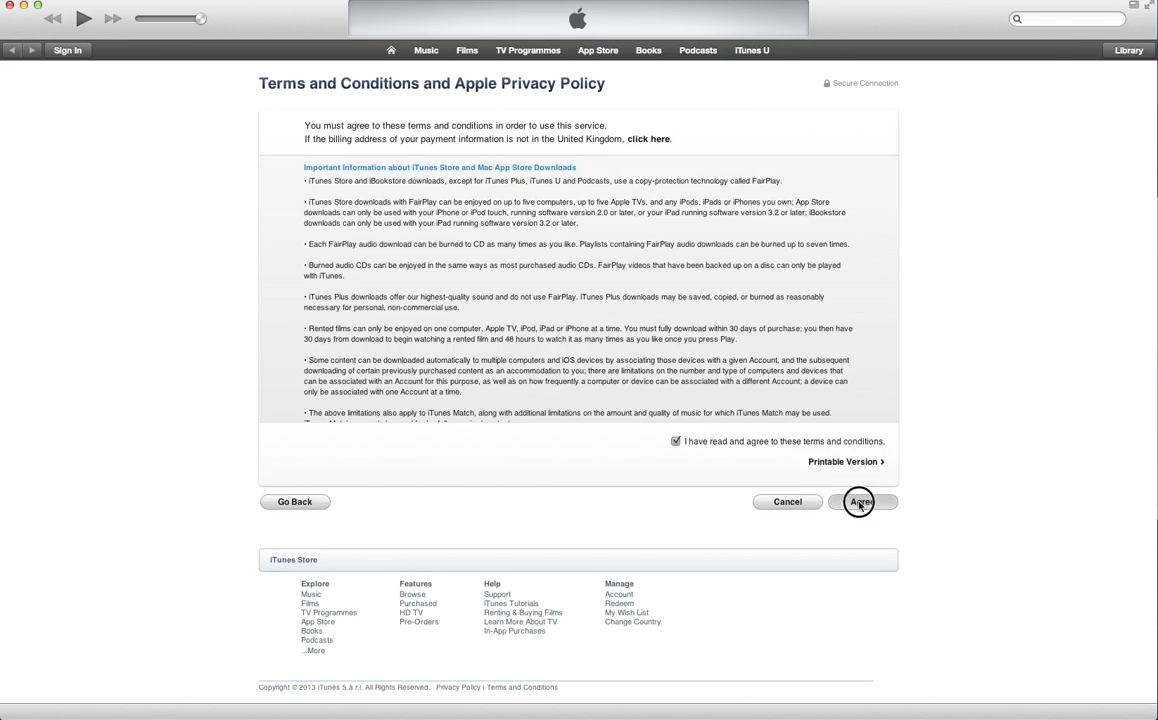 Sign In
Music Films TV Programmes App Store Books Podcasts iTunes U
Library
Terms and Conditions and Apple Privacy Policy
Secure Connection
You must agree to these terms and conditions in order to use this service.
If the billing address of your payment information is not in the United Kingdom, click here.
Important Information about iTunes Store and Mac App Store Downloads
• iTunes Store and iBookstore downloads, except for iTunes Plus, iTunes U and Podcasts, use a copy-protection technology called FairPlay.
• iTunes Store downloads with FairPlay can be enjoyed on up to five computers, up to five Apple TVs, and any iPods, iPads or iPhones you own; App Store
downloads can only be used with your iPhone or iPod touch, running software version 2.0 or later, or your iPad running software version 3.2 or later; iBookstore
downloads can only be used with your iPad running software version 3.2 or later.
• Each FairPlay audio download can be burned to CD as many times as you like. Playlists containing FairPlay audio downloads can be burned up to seven times.
• Burned audio CDs can be enjoyed in the same ways as most purchased audio CDs. FairPlay videos that have been backed up on a disc can only be played
with iTunes.
• iTunes Plus downloads offer our highest-quality sound and do not use FairPlay. iTunes Plus downloads may be saved, copied, or burned as reasonably
necessary for personal, non-commercial use.
• Rented films can only be enjoyed on one computer, Apple TV, iPod, iPad or iPhone at a time. You must fully download within 30 days of purchase; you then have
30 days from download to begin watching a rented film and 48 hours to watch it as many times as you like once you press Play.
• Some content can be downloaded automatically to multiple computers and iOS devices by associating those devices with a given Account, and the subsequent
downloading of certain previously purchased content as an accommodation to you; there are limitations on the number and type of computers and devices that
can be associated with an Account for this purpose, as well as on how frequently a computer or device can be associated with a different Account; a device can
only be associated with one Account at a time.
• The above limitations also apply to iTunes Match, along with additional limitations on the amount and quality of music for which iTunes Match may be used.
I have read and agree to these terms and conditions.
Printable Version >
Go Back
Cancel
Agree
iTunes Store
Explore
Music
Films
TV Programmes
App Store
Books
Podcasts
...More
Features
Browse
Purchased
HD TV
Pre-Orders
Help
Support
iTunes Tutorials
Renting & Buying Films
Learn More About TV
In-App Purchases
Manage
Account
Redeem
My Wish List
Change Country
Copyright © 2013 iTunes S.à r.l. All Rights Reserved. Privacy Policy | Terms and Conditions